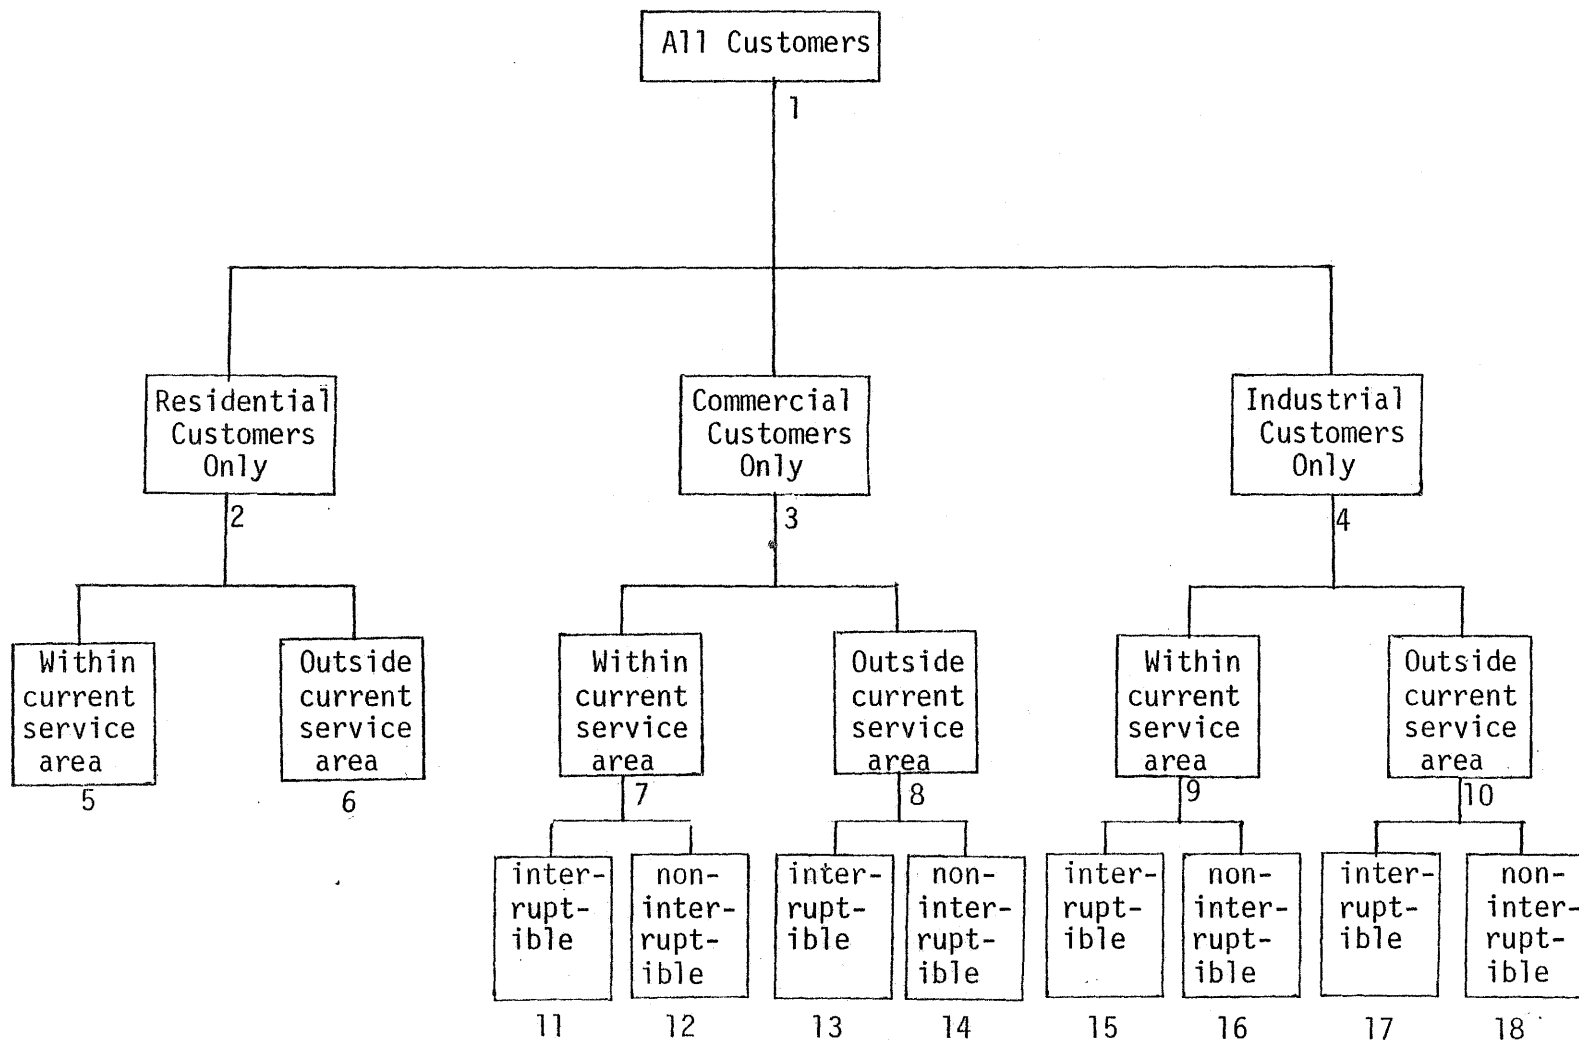 All Customers
1
Residential
Customers
Only
2
Commercial
Customers
Only
3
Industrial
Customers
Only
4
Within
current
service
area
5
Outside
current
service
area
6
Within
current
service
area
7
Outside
current
service
area
8
Within
current
service
area
9
Outside
current
service
area
10
inter-
rupt-
ible
11
non-
inter-
rupt-
ible
12
inter-
rupt-
ible
13
non-
inter-
rupt-
ible
14
inter-
rupt-
ible
15
non-
inter-
rupt-
ible
16
inter-
rupt-
ible
17
non-
inter-
rupt-
ible
18